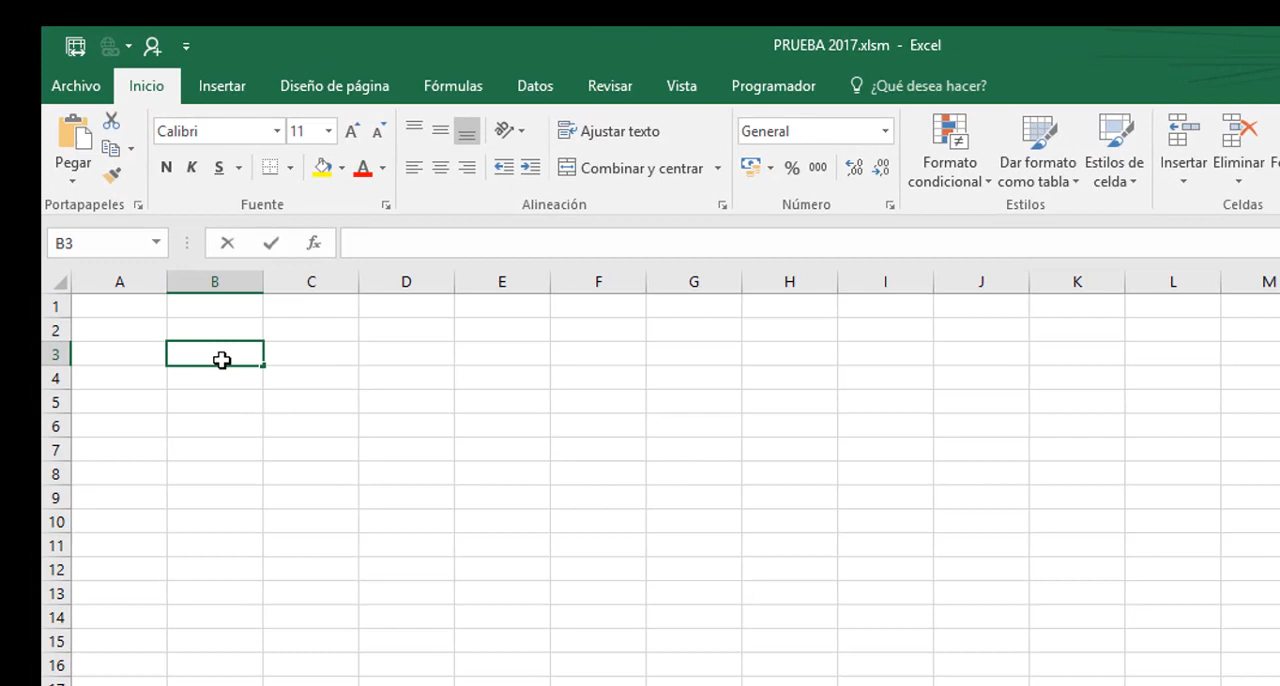 PRUEBA 2017.xlsm - Excel
Archivo Inicio Insertar Diseño de página Fórmulas Datos Revisar Vista Programador ¿Qué desea hacer?
Calibri 11 Ajustar texto General
Pegar N K S Combinar y centrar % 000 Formato condicional Dar formato como tabla Estilos de celda Insertar Eliminar
Portapapeles Fuente Alineación Número Estilos Celdas
B3 fx
A B C D E F G H I J K L M
1
2
3
4
5
6
7
8
9
10
11
12
13
14
15
16